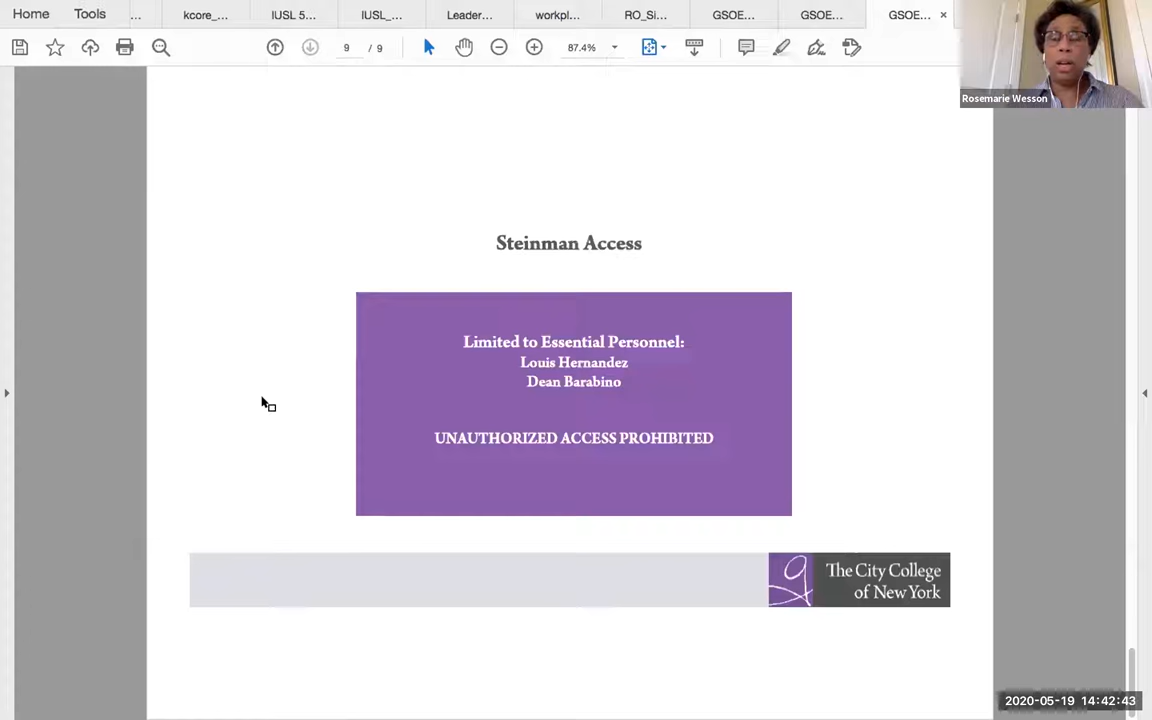 Home
Tools
...
kcore_...
IUSL 5...
IUSL_...
Leader...
workpl...
RO_Si...
GSOE...
GSOE...
GSOE...
9 / 9
87.4%
Rosemarie Wesson
Steinman Access
Limited to Essential Personnel:
Louis Hernandez
Dean Barabino
UNAUTHORIZED ACCESS PROHIBITED
The City College
of New York
2020-05-19 14:42:43